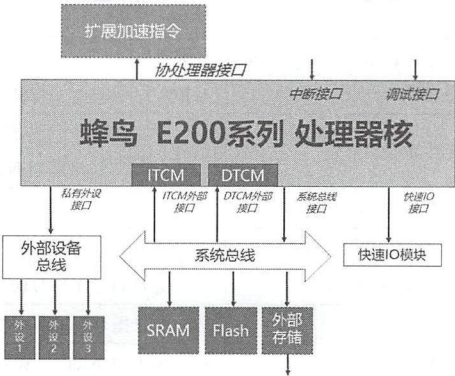 扩展加速指令
协处理器接口
中断接口
调试接口
蜂鸟 E200系列 处理器核
ITCM
DTCM
私有外设
接口
ITCM外部
接口
DTCM外部
接口
系统总线
接口
快速IO
接口
外部设备
总线
系统总线
快速IO模块
外设1
外设2
外设3
SRAM
Flash
外部
存储